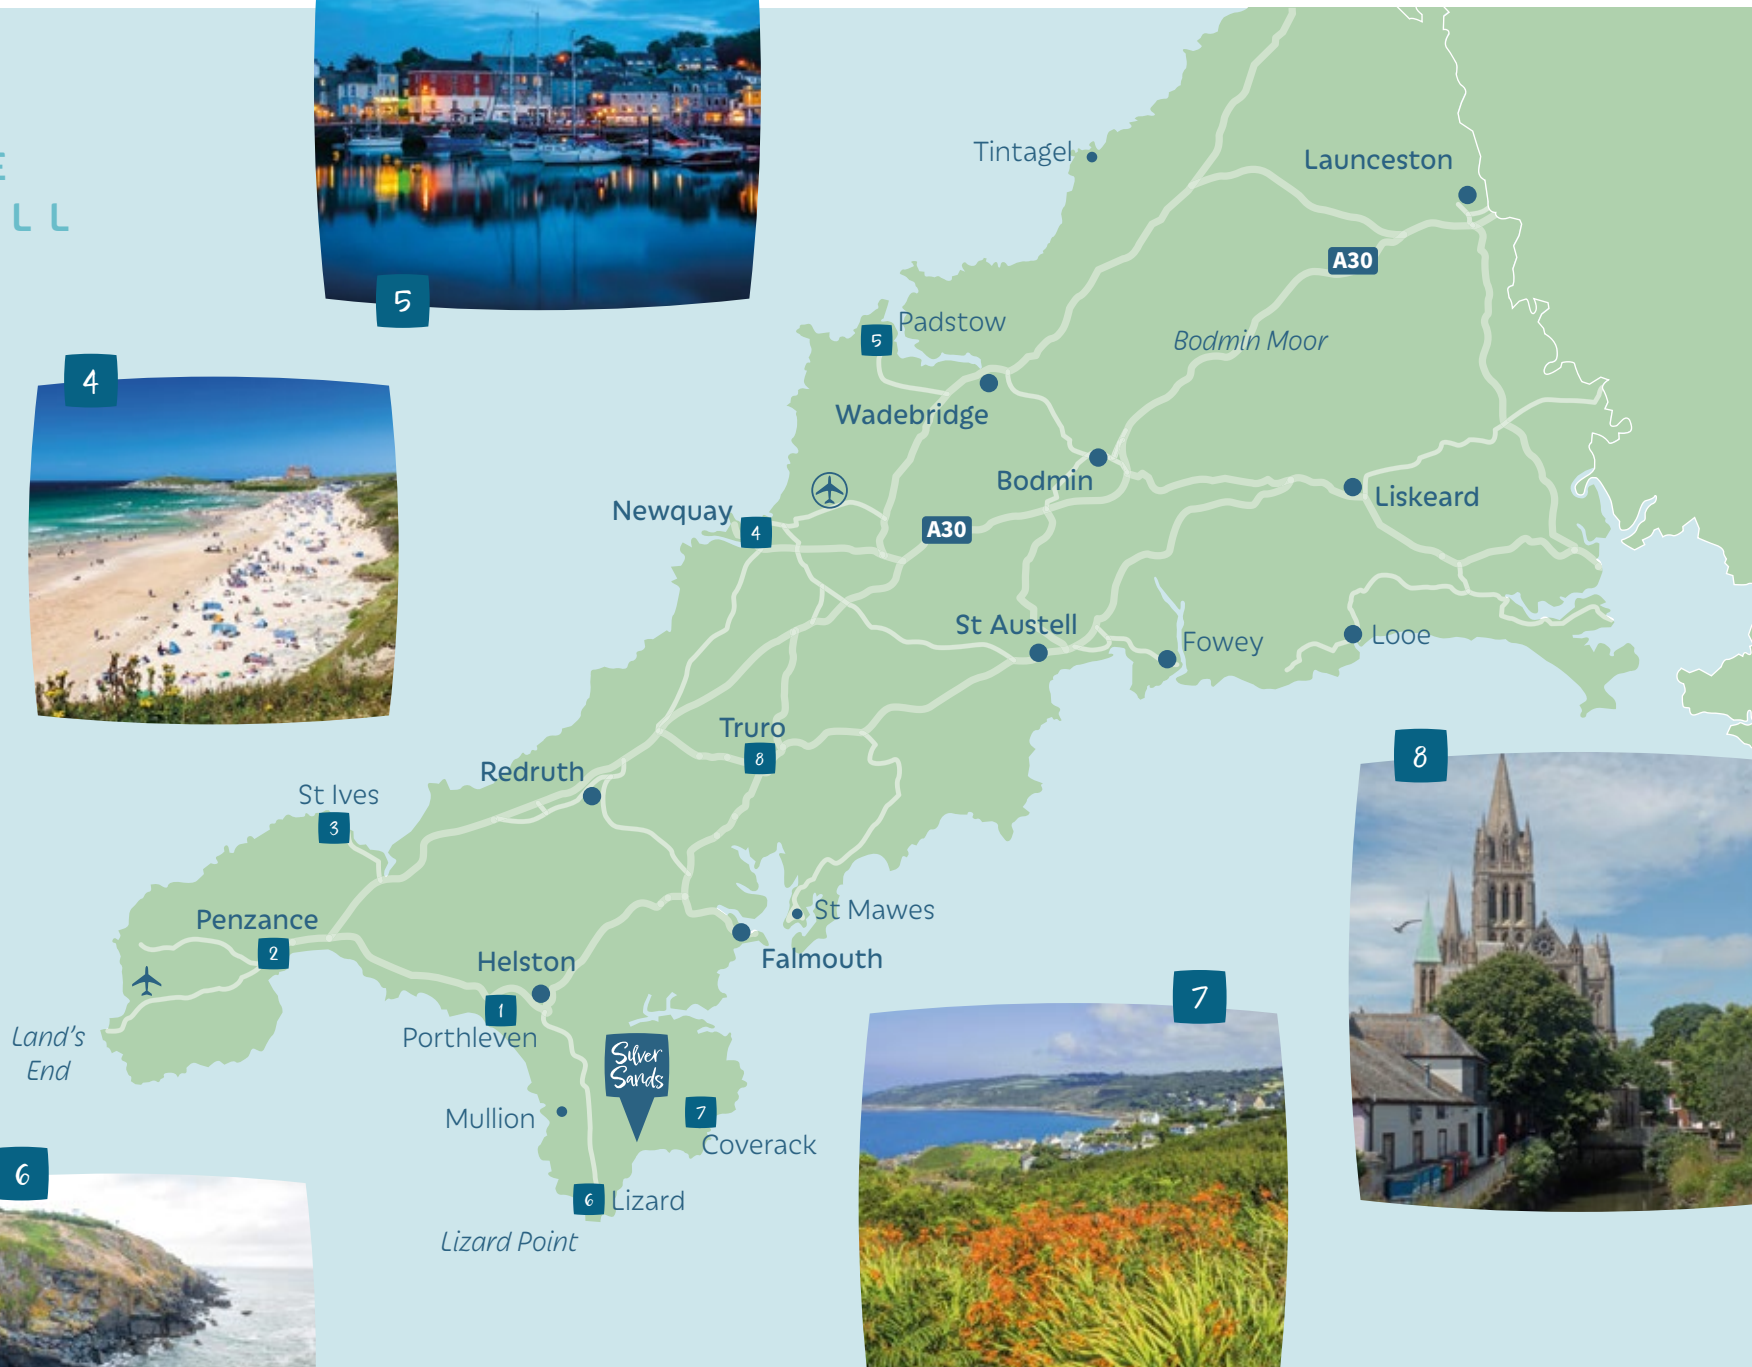 E
LL
5
4
Tintagel
Launceston
A30
Padstow
5
Bodmin Moor
Wadebridge
Bodmin
Liskeard
Newquay
4
A30
St Austell
Fowey
Looe
Truro
8
Redruth
St Ives
3
8
Penzance
2
St Mawes
Falmouth
Helston
1
Porthleven
7
Land's
End
Silver
Sands
Mullion
7
Coverack
6
6
Lizard
Lizard Point